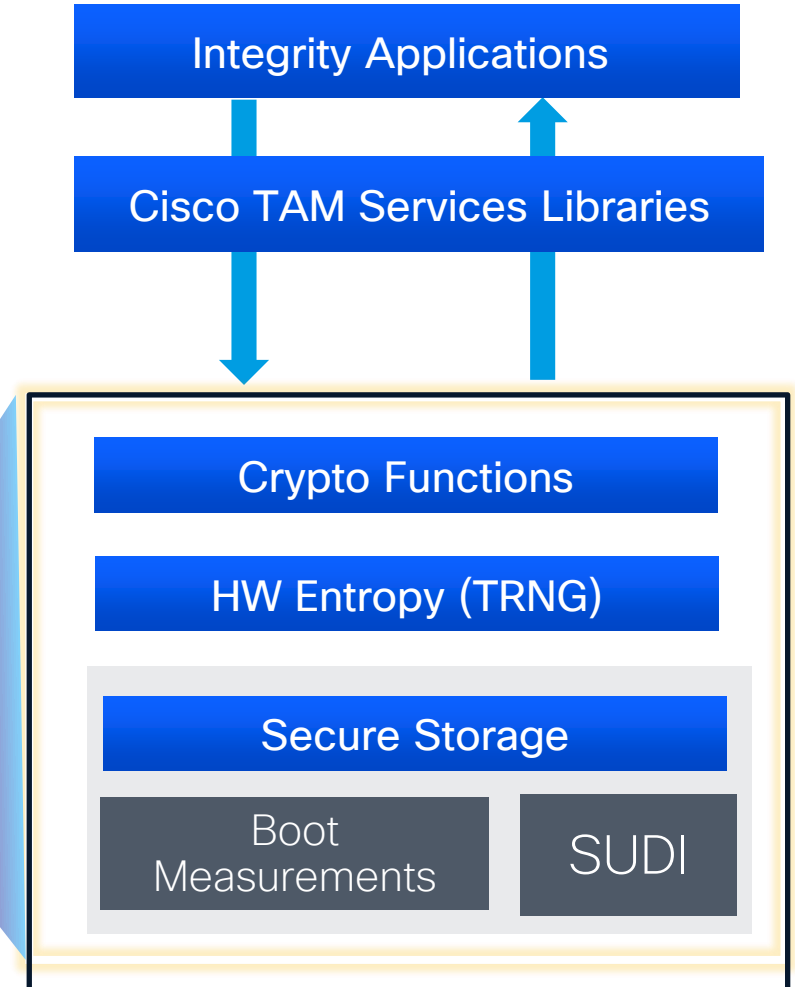 Integrity Applications
Cisco TAM Services Libraries
Crypto Functions
HW Entropy (TRNG)
Secure Storage
Boot
Measurements
SUDI